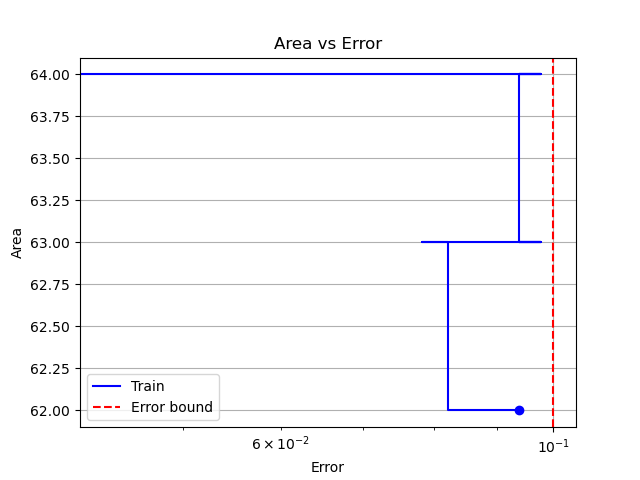 Area vs Error
Area
64.00
63.75
63.50
63.25
63.00
62.75
62.50
62.25
62.00
Train
Error bound
6 × 10⁻²
10⁻¹
Error